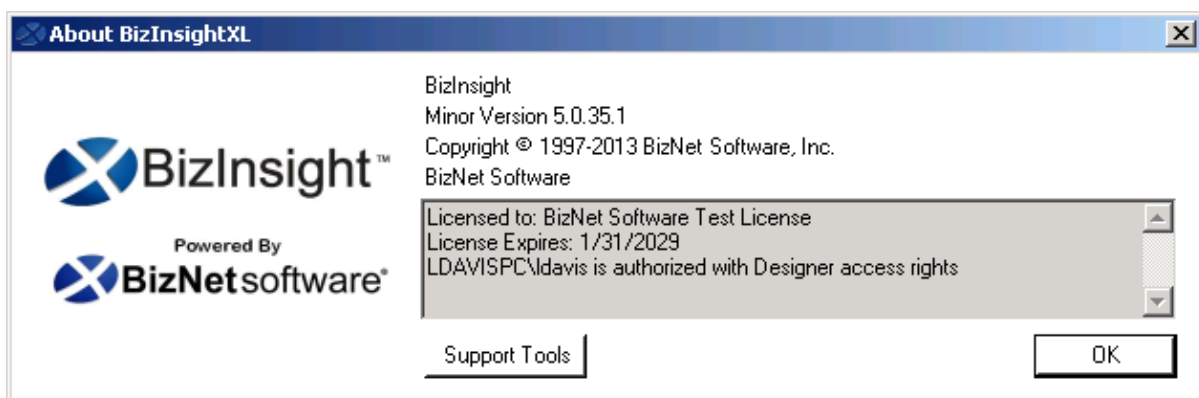 About BizInsightXL
BizInsight™
Powered By
BizNetsoftware®
BizInsight
Minor Version 5.0.35.1
Copyright © 1997-2013 BizNet Software, Inc.
BizNet Software
Licensed to: BizNet Software Test License
License Expires: 1/31/2029
LDAVISPC\ldavis is authorized with Designer access rights
Support Tools
OK